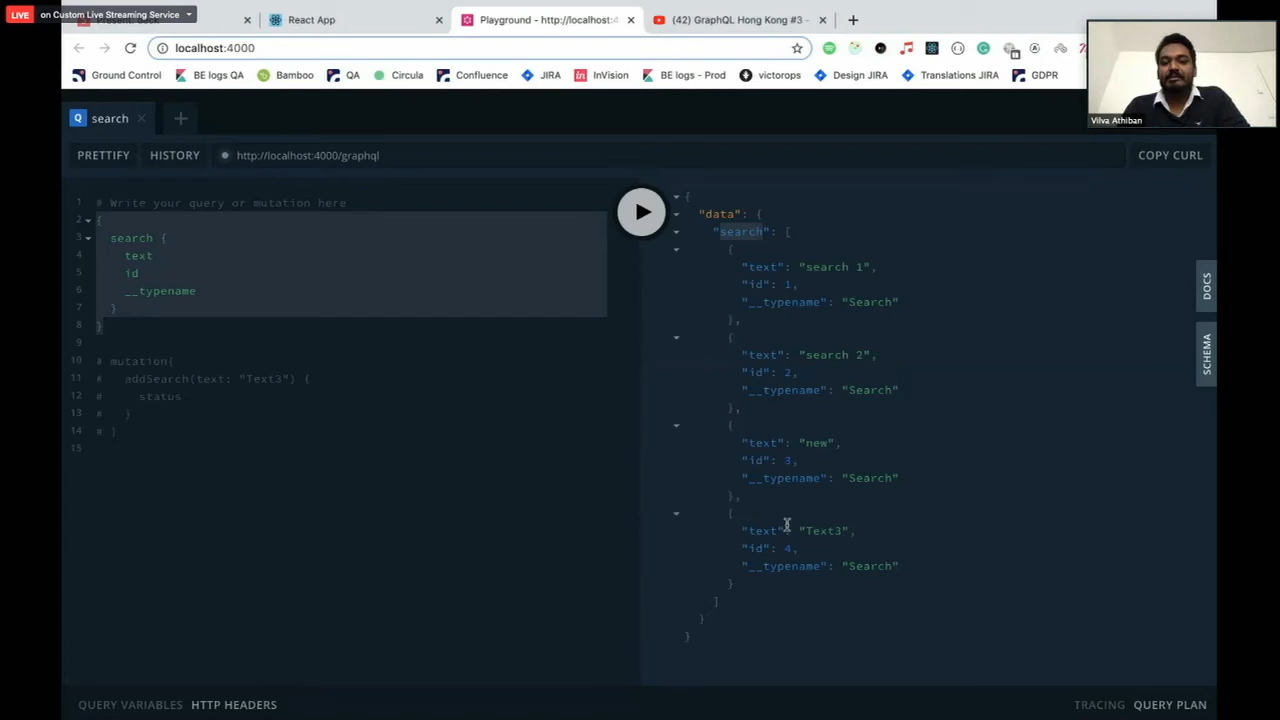 LIVE on Custom Live Streaming Service
React App
Playground - http://localhost:4
(42) GraphQL Hong Kong #3 -
localhost:4000
Ground Control
BE logs QA
Bamboo
QA
Circula
Confluence
JIRA
InVision
BE logs - Prod
victorops
Design JIRA
Translations JIRA
GDPR
Vilva Athiban
Q search
PRETTIFY
HISTORY
http://localhost:4000/graphql
COPY CURL
1 # Write your query or mutation here
2 {
3 search {
4 text
5 id
6 __typename
7 }
8 }
9
10 # mutation{
11 # addSearch(text: "Text3") {
12 # status
13 # }
14 # }
15
{
"data": {
"search": [
{
"text": "search 1",
"id": 1,
"__typename": "Search"
},
{
"text": "search 2",
"id": 2,
"__typename": "Search"
},
{
"text": "new",
"id": 3,
"__typename": "Search"
},
{
"text": "Text3",
"id": 4,
"__typename": "Search"
}
]
}
}
DOCS
SCHEMA
QUERY VARIABLES
HTTP HEADERS
TRACING
QUERY PLAN